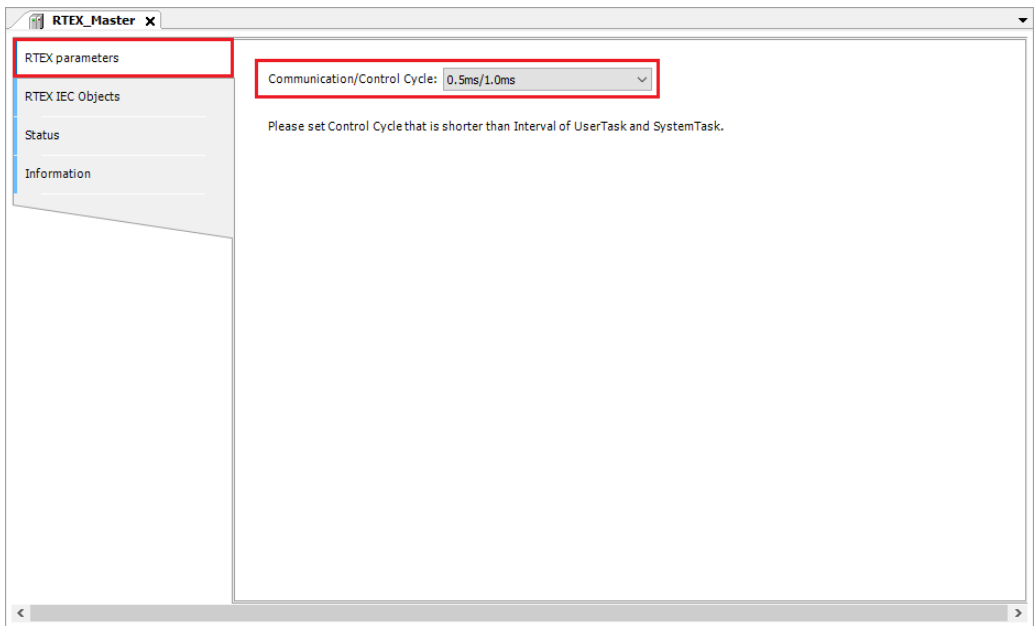 RTEX_Master
RTEX parameters
RTEX IEC Objects
Status
Information
Communication/Control Cycle: 0.5ms/1.0ms
Please set Control Cycle that is shorter than Interval of UserTask and SystemTask.